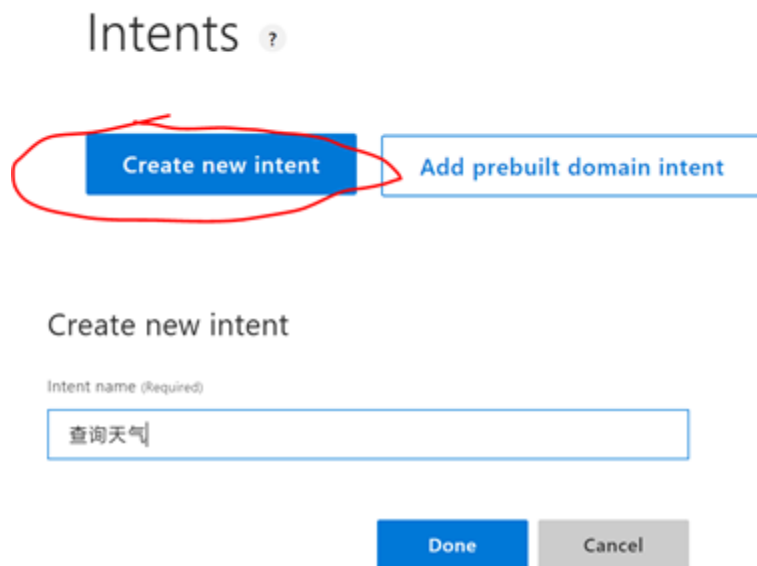 Intents ?
Create new intent Add prebuilt domain intent
Create new intent
Intent name (Required)
查询天气
Done Cancel